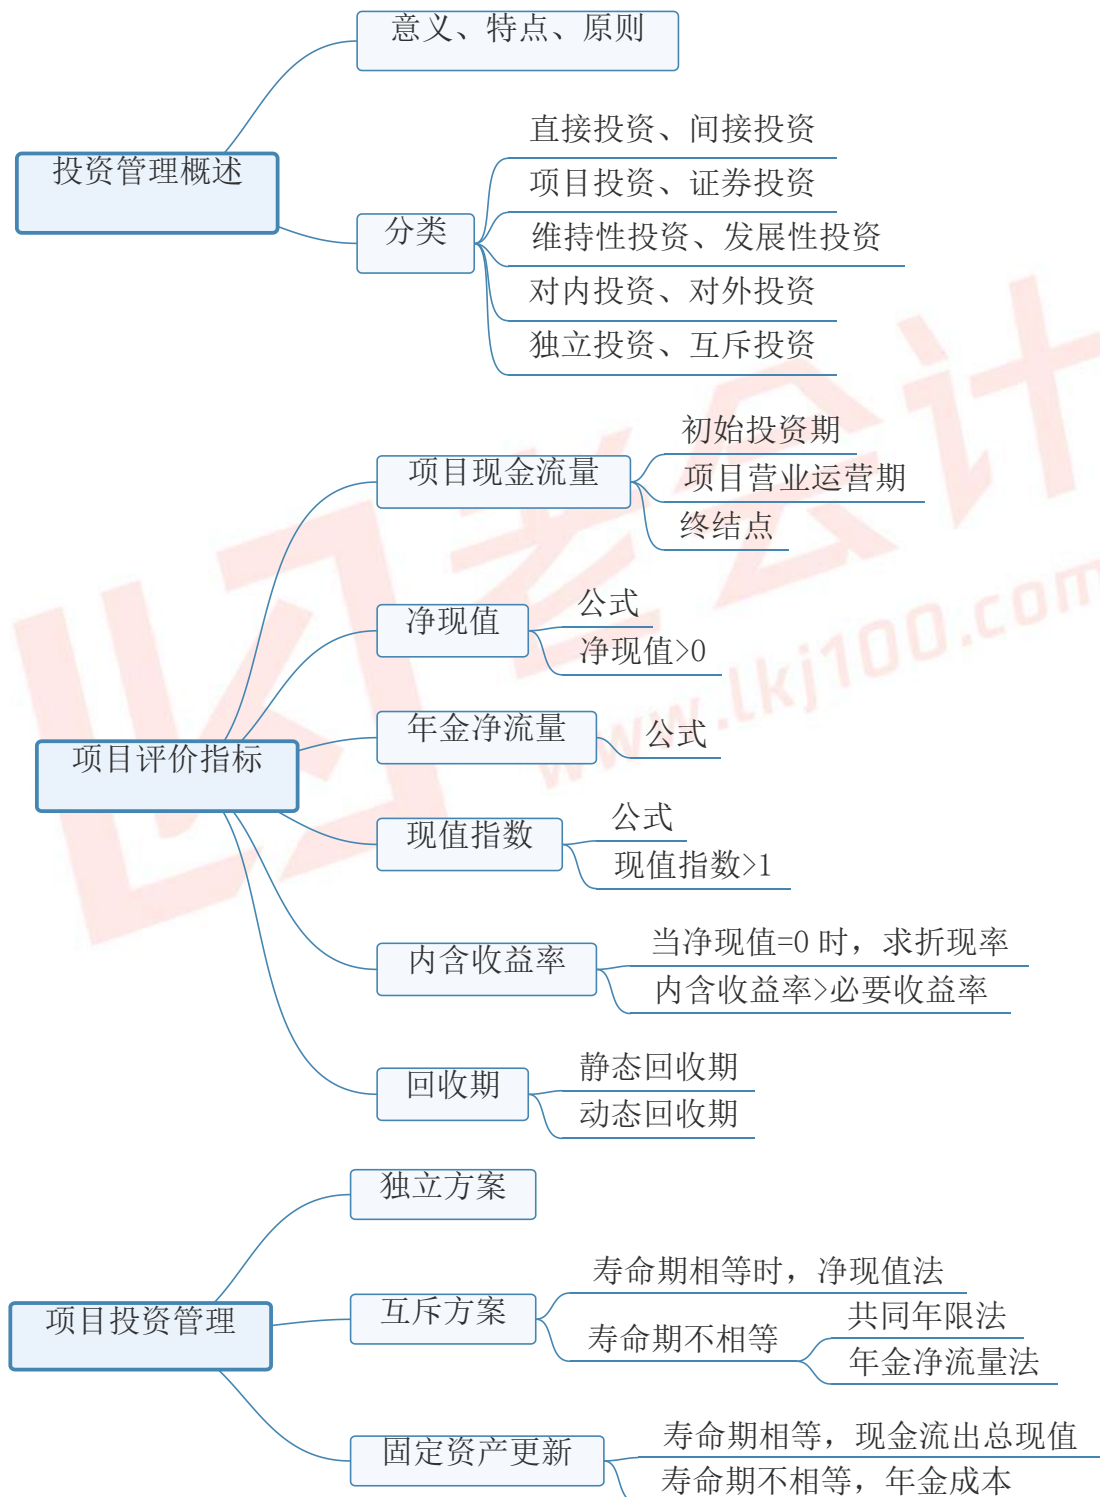 意义、特点、原则
投资管理概述
分类
直接投资、间接投资
项目投资、证券投资
维持性投资、发展性投资
对内投资、对外投资
独立投资、互斥投资
项目评价指标
项目现金流量
初始投资期
项目营业运营期
终结点
净现值
公式
净现值>0
年金净流量
公式
现值指数
公式
现值指数>1
内含收益率
当净现值=0 时，求折现率
内含收益率>必要收益率
回收期
静态回收期
动态回收期
项目投资管理
独立方案
互斥方案
寿命期相等时，净现值法
寿命期不相等
共同年限法
年金净流量法
固定资产更新
寿命期相等，现金流出总现值
寿命期不相等，年金成本
老会计
www.lkj100.com